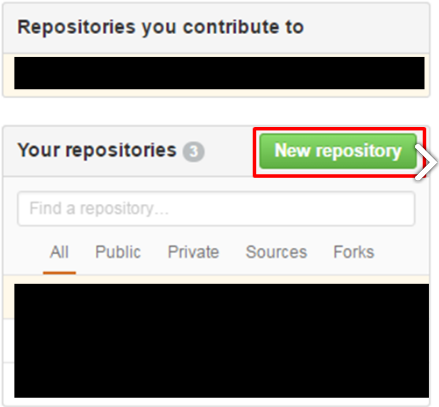 Repositories you contribute to
Your repositories 3 New repository
Find a repository...
All Public Private Sources Forks